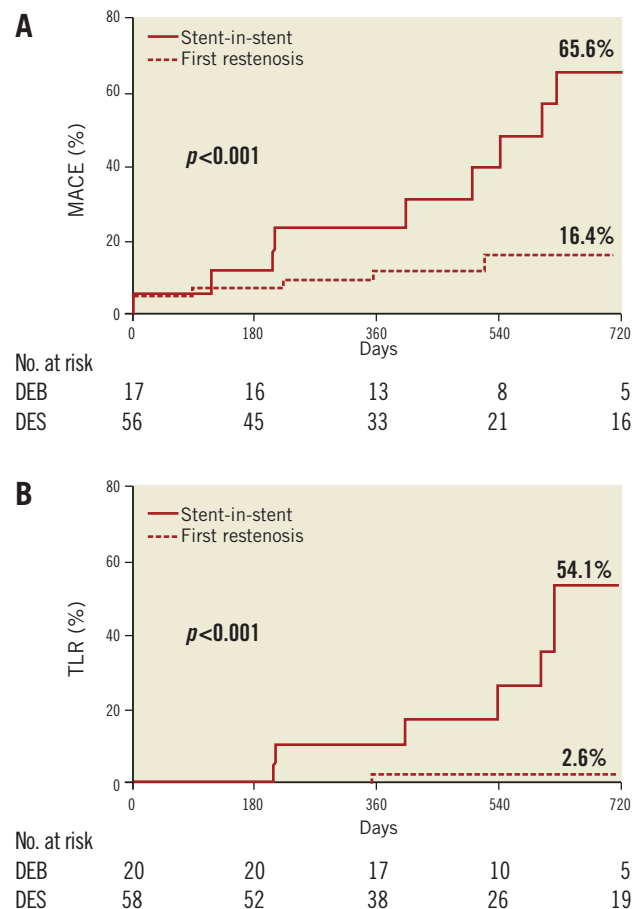 A
80
60
40
20
0
MACE (%)
Stent-in-stent
First restenosis
p<0.001
65.6%
16.4%
0 180 360 540 720
Days
No. at risk
DEB 17 16 13 8 5
DES 56 45 33 21 16
B
80
60
40
20
0
TLR (%)
Stent-in-stent
First restenosis
p<0.001
54.1%
2.6%
0 180 360 540 720
Days
No. at risk
DEB 20 20 17 10 5
DES 58 52 38 26 19